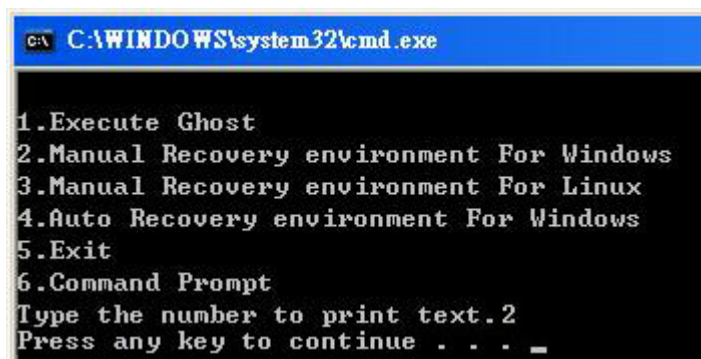 C:\WINDOWS\system32\cmd.exe
1.Execute Ghost
2.Manual Recovery environment For Windows
3.Manual Recovery environment For Linux
4.Auto Recovery environment For Windows
5.Exit
6.Command Prompt
Type the number to print text.2
Press any key to continue . . . _